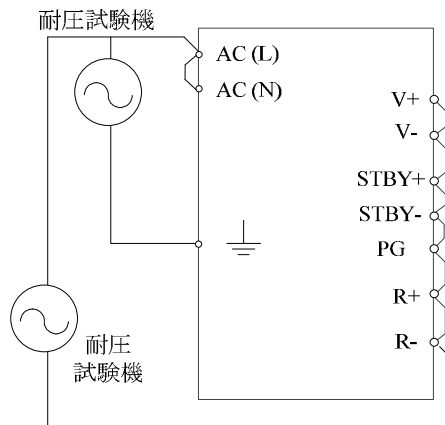 耐圧試験機
AC (L)
AC (N)
V+
V-
STBY+
STBY-
PG
R+
R-
耐圧
試験機